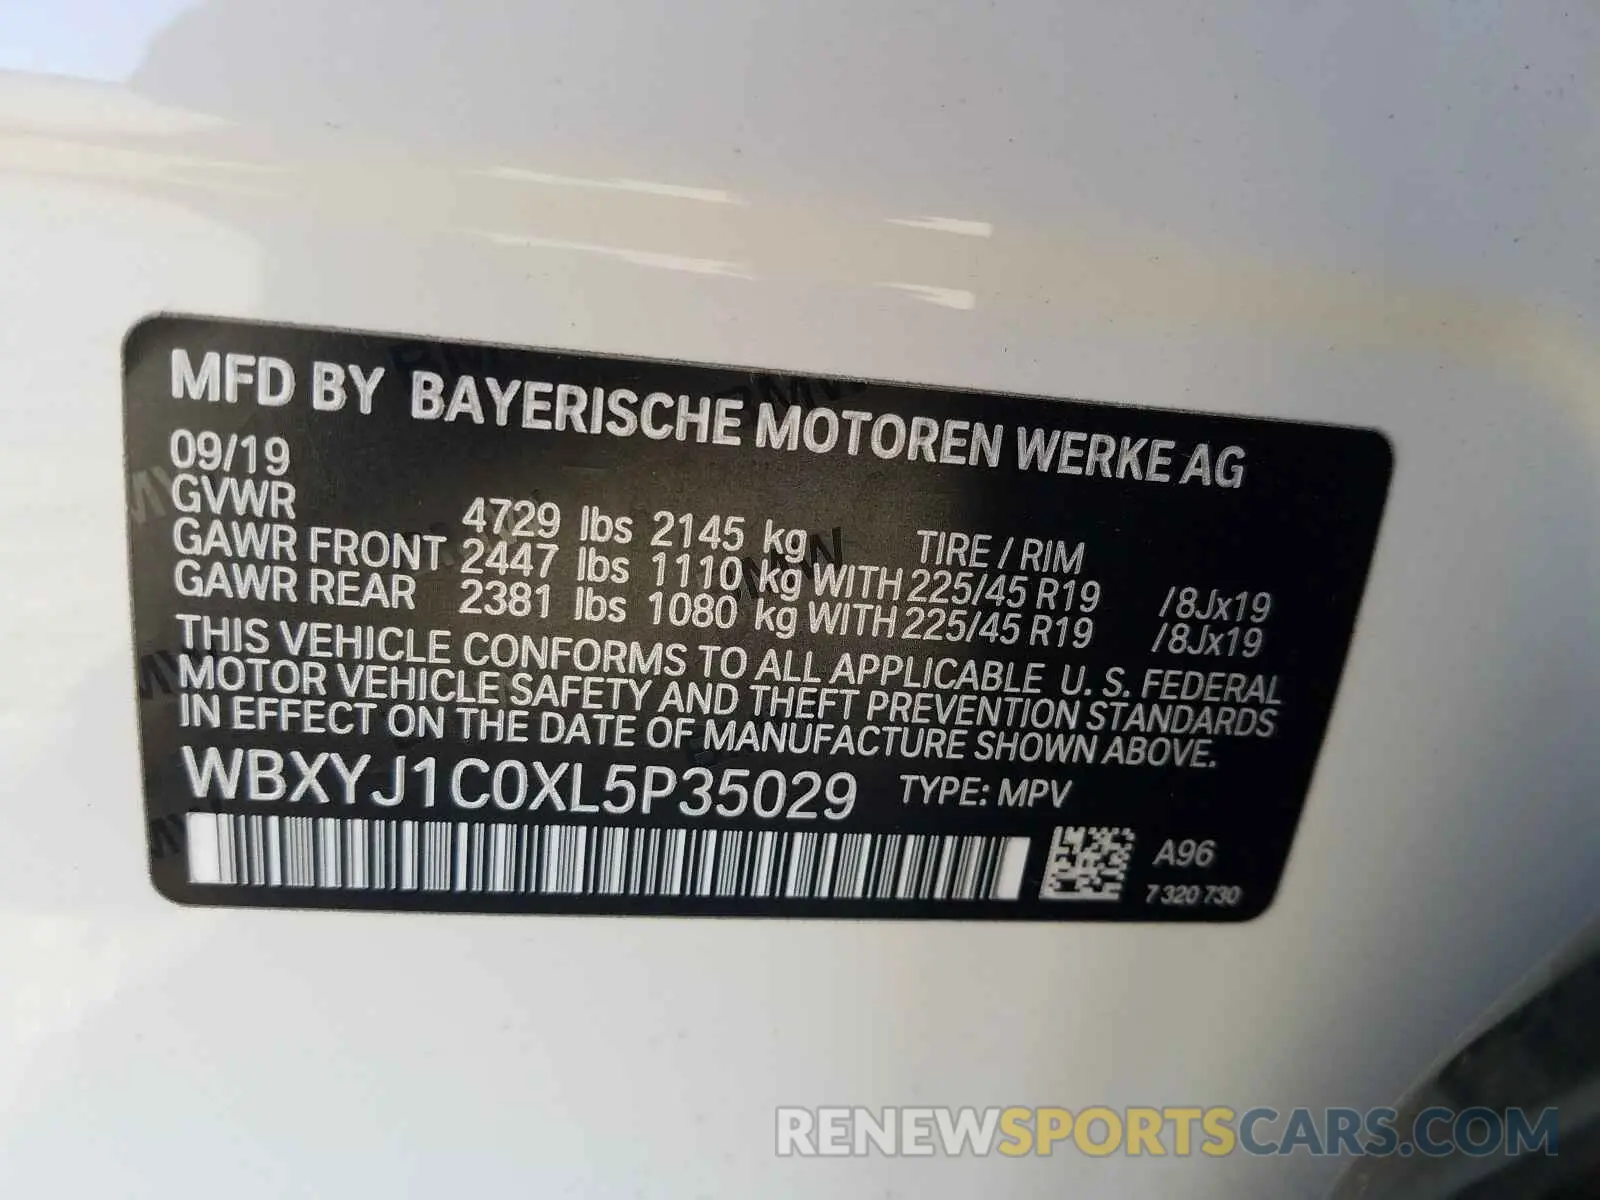 MFD BY BAYERISCHE MOTOREN WERKE AG
09/19
GVWR 4729 lbs 2145 kg TIRE / RIM
GAWR FRONT 2447 lbs 1110 kg WITH 225/45 R19 /8Jx19
GAWR REAR 2381 lbs 1080 kg WITH 225/45 R19 /8Jx19
THIS VEHICLE CONFORMS TO ALL APPLICABLE U. S. FEDERAL
MOTOR VEHICLE SAFETY AND THEFT PREVENTION STANDARDS
IN EFFECT ON THE DATE OF MANUFACTURE SHOWN ABOVE.
WBXYJ1C0XL5P35029 TYPE: MPV
A96
7 320 730
RENEWSPORTSCARS.COM